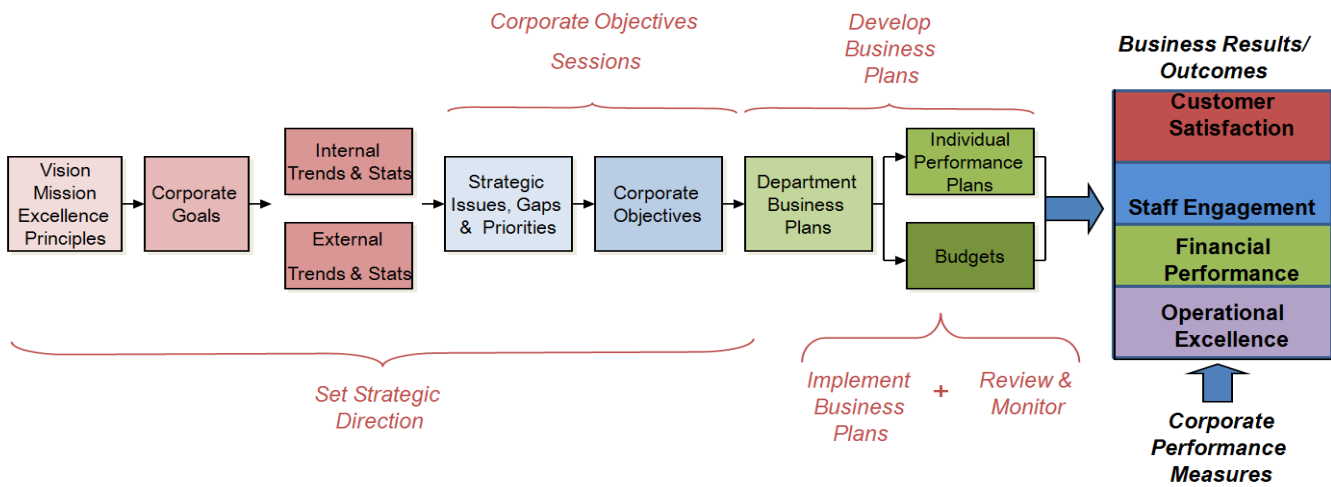 Corporate Objectives
Sessions
Develop
Business
Plans
Business Results/
Outcomes
Vision
Mission
Excellence
Principles
Corporate
Goals
Internal
Trends & Stats
External
Trends & Stats
Strategic
Issues, Gaps
& Priorities
Corporate
Objectives
Department
Business
Plans
Individual
Performance
Plans
Budgets
Customer
Satisfaction
Staff Engagement
Financial
Performance
Operational
Excellence
Set Strategic
Direction
Implement
Business
Plans
+
Review &
Monitor
Corporate
Performance
Measures